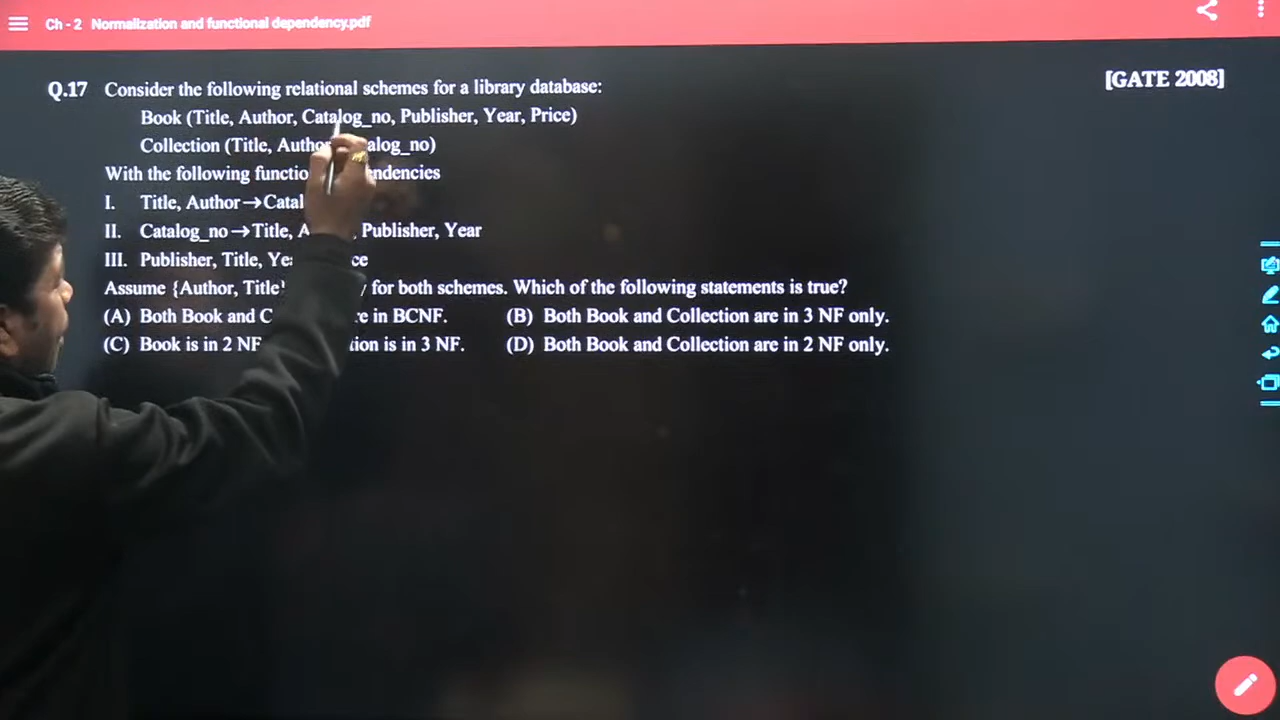 Ch - 2 Normalization and functional dependency.pdf
Q.17 Consider the following relational schemes for a library database: [GATE 2008]
Book (Title, Author, Catalog_no, Publisher, Year, Price)
Collection (Title, Autho alog_no)
With the following functio ndencies
I. Title, Author→Catal
II. Catalog_no→Title, A , Publisher, Year
III. Publisher, Title, Ye ce
Assume {Author, Title} for both schemes. Which of the following statements is true?
(A) Both Book and C re in BCNF. (B) Both Book and Collection are in 3 NF only.
(C) Book is in 2 NF tion is in 3 NF. (D) Both Book and Collection are in 2 NF only.